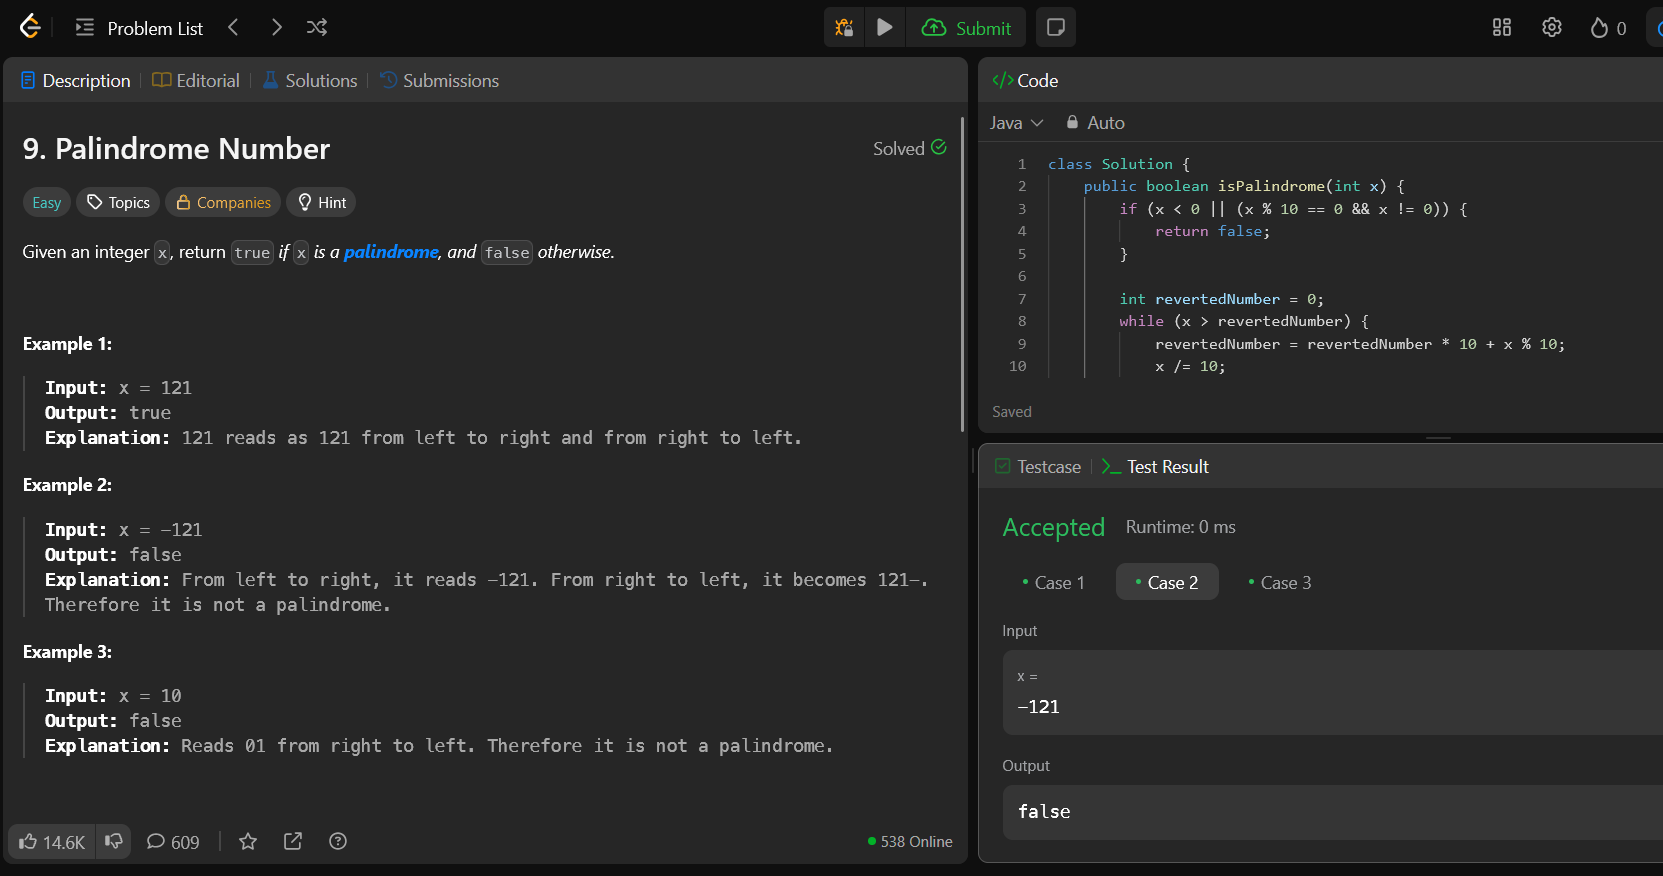 Problem List
Submit
0
Description
Editorial
Solutions
Submissions
9. Palindrome Number
Solved
Easy
Topics
Companies
Hint
Given an integer x, return true if x is a palindrome, and false otherwise.
Example 1:
Input: x = 121
Output: true
Explanation: 121 reads as 121 from left to right and from right to left.
Example 2:
Input: x = -121
Output: false
Explanation: From left to right, it reads -121. From right to left, it becomes 121-.
Therefore it is not a palindrome.
Example 3:
Input: x = 10
Output: false
Explanation: Reads 01 from right to left. Therefore it is not a palindrome.
14.6K
609
538 Online
</> Code
Java
Auto
1 class Solution {
2 public boolean isPalindrome(int x) {
3 if (x < 0 || (x % 10 == 0 && x != 0)) {
4 return false;
5 }
6
7 int revertedNumber = 0;
8 while (x > revertedNumber) {
9 revertedNumber = revertedNumber * 10 + x % 10;
10 x /= 10;
Saved
Testcase
>_ Test Result
Accepted
Runtime: 0 ms
• Case 1
• Case 2
• Case 3
Input
x =
-121
Output
false